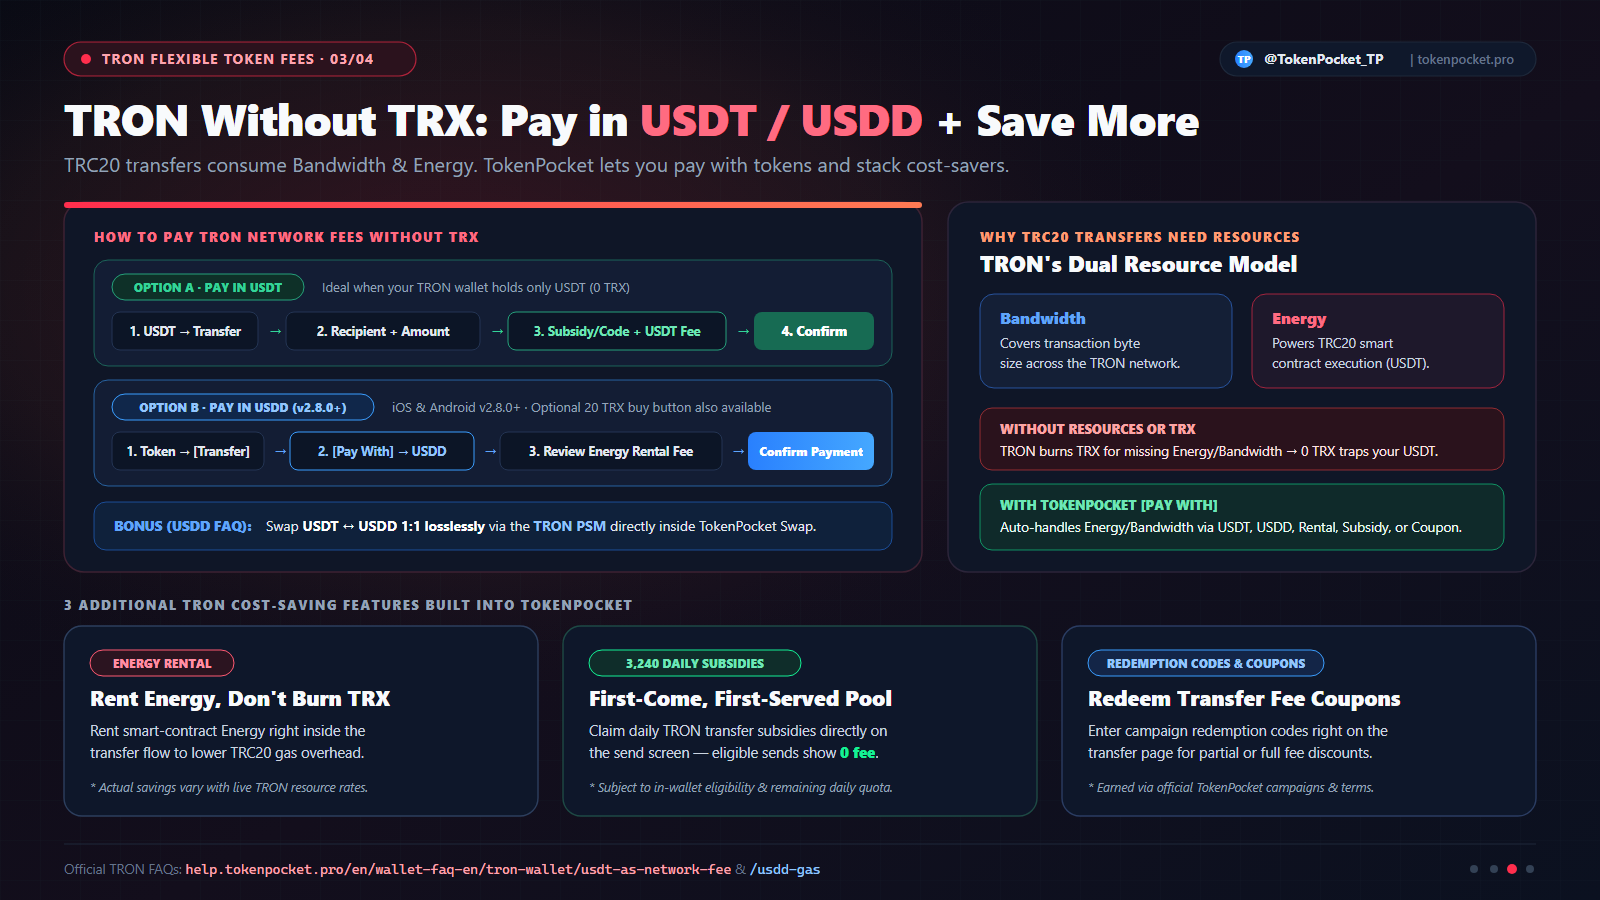 TRON FLEXIBLE TOKEN FEES · 03/04
TP @TokenPocket_TP | tokenpocket.pro
TRON Without TRX: Pay in USDT / USDD + Save More
TRC20 transfers consume Bandwidth & Energy. TokenPocket lets you pay with tokens and stack cost-savers.
HOW TO PAY TRON NETWORK FEES WITHOUT TRX
OPTION A · PAY IN USDT Ideal when your TRON wallet holds only USDT (0 TRX)
1. USDT → Transfer → 2. Recipient + Amount → 3. Subsidy/Code + USDT Fee → 4. Confirm
OPTION B · PAY IN USDD (v2.8.0+) iOS & Android v2.8.0+ · Optional 20 TRX buy button also available
1. Token → [Transfer] → 2. [Pay With] → USDD → 3. Review Energy Rental Fee → Confirm Payment
BONUS (USDD FAQ): Swap USDT ↔ USDD 1:1 losslessly via the TRON PSM directly inside TokenPocket Swap.
WHY TRC20 TRANSFERS NEED RESOURCES
TRON's Dual Resource Model
Bandwidth
Covers transaction byte
size across the TRON network.
Energy
Powers TRC20 smart
contract execution (USDT).
WITHOUT RESOURCES OR TRX
TRON burns TRX for missing Energy/Bandwidth → 0 TRX traps your USDT.
WITH TOKENPOCKET [PAY WITH]
Auto-handles Energy/Bandwidth via USDT, USDD, Rental, Subsidy, or Coupon.
3 ADDITIONAL TRON COST-SAVING FEATURES BUILT INTO TOKENPOCKET
ENERGY RENTAL
Rent Energy, Don't Burn TRX
Rent smart-contract Energy right inside the
transfer flow to lower TRC20 gas overhead.
* Actual savings vary with live TRON resource rates.
3,240 DAILY SUBSIDIES
First-Come, First-Served Pool
Claim daily TRON transfer subsidies directly on
the send screen — eligible sends show 0 fee.
* Subject to in-wallet eligibility & remaining daily quota.
REDEMPTION CODES & COUPONS
Redeem Transfer Fee Coupons
Enter campaign redemption codes right on the
transfer page for partial or full fee discounts.
* Earned via official TokenPocket campaigns & terms.
Official TRON FAQs: help.tokenpocket.pro/en/wallet-faq-en/tron-wallet/usdt-as-network-fee & /usdd-gas